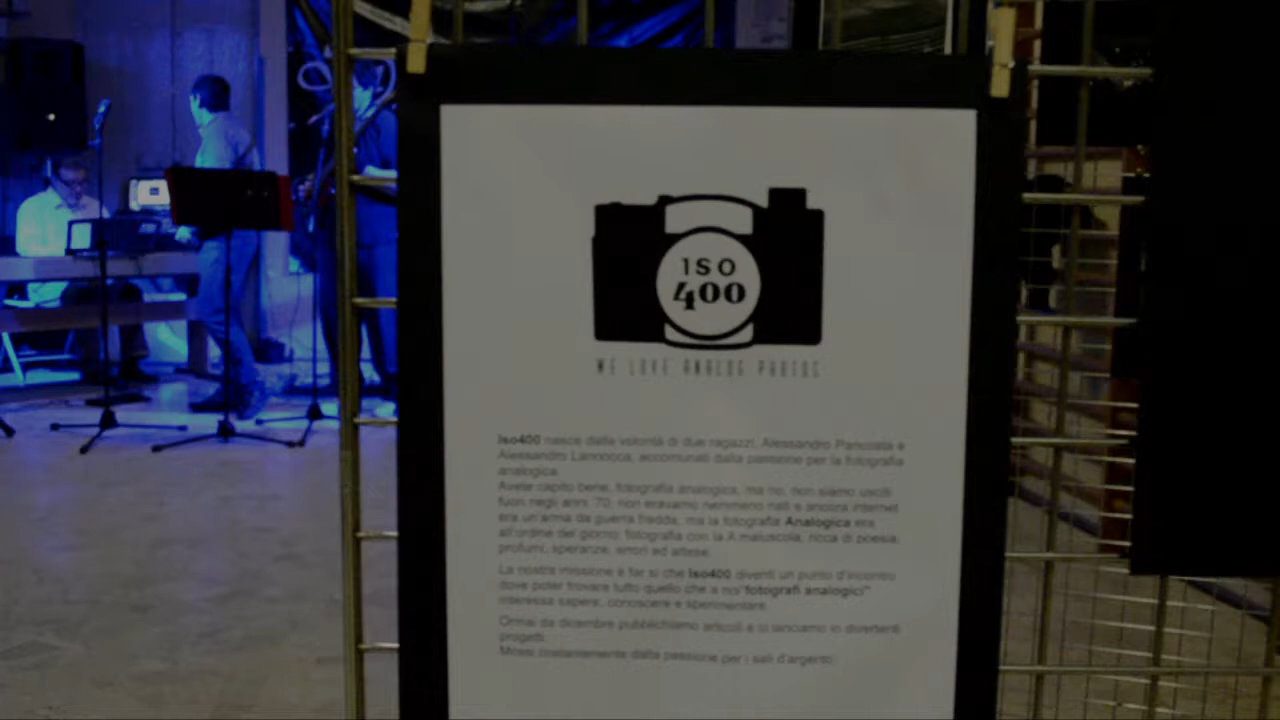 ISO
400
WE LOVE ANALOG PHOTOS
Iso400 nasce dalla volontà di due ragazzi, Alessandro e
Alessandro accomunati dalla passione per la fotografia
analogica.
Avete capito bene, fotografia analogica, ma no, non siamo usciti
fuori negli anni '70, non eravamo nemmeno nati e ancora internet
era un'arma da guerra fredda, ma la fotografia Analogica era
all'ordine del giorno; fotografia con la A maiuscola, ricca di poesia,
profumi, speranze, errori ed attese.
La nostra missione è far si che Iso400 diventi un punto d'incontro
dove poter trovare tutto quello che a noi "fotografi analogici"
interessa sapere, conoscere e sperimentare.
Ormai da dicembre pubblichiamo articoli e ci lanciamo in divertenti
progetti.
Mossi costantemente dalla passione per i sali d'argento.